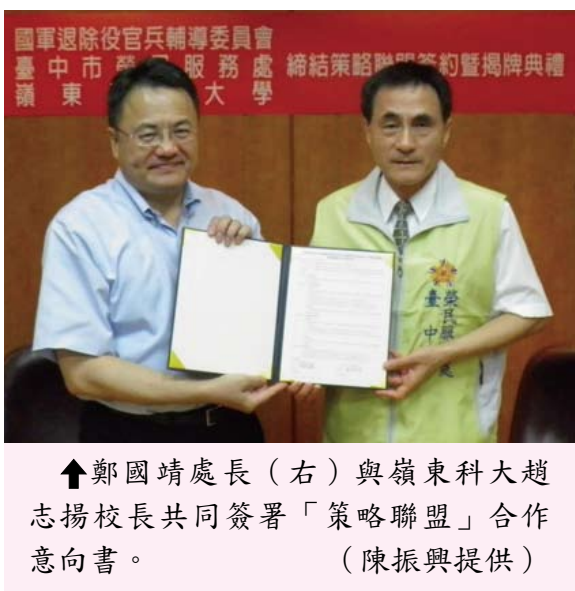 國軍退除役官兵輔導委員會
臺中市榮民服務處
嶺東 大學
締結策略聯盟簽約暨揭牌典禮
榮民服 處
臺中
⬆鄭國靖處長（右）與嶺東科大趙
志揚校長共同簽署「策略聯盟」合作
意向書。 （陳振興提供）